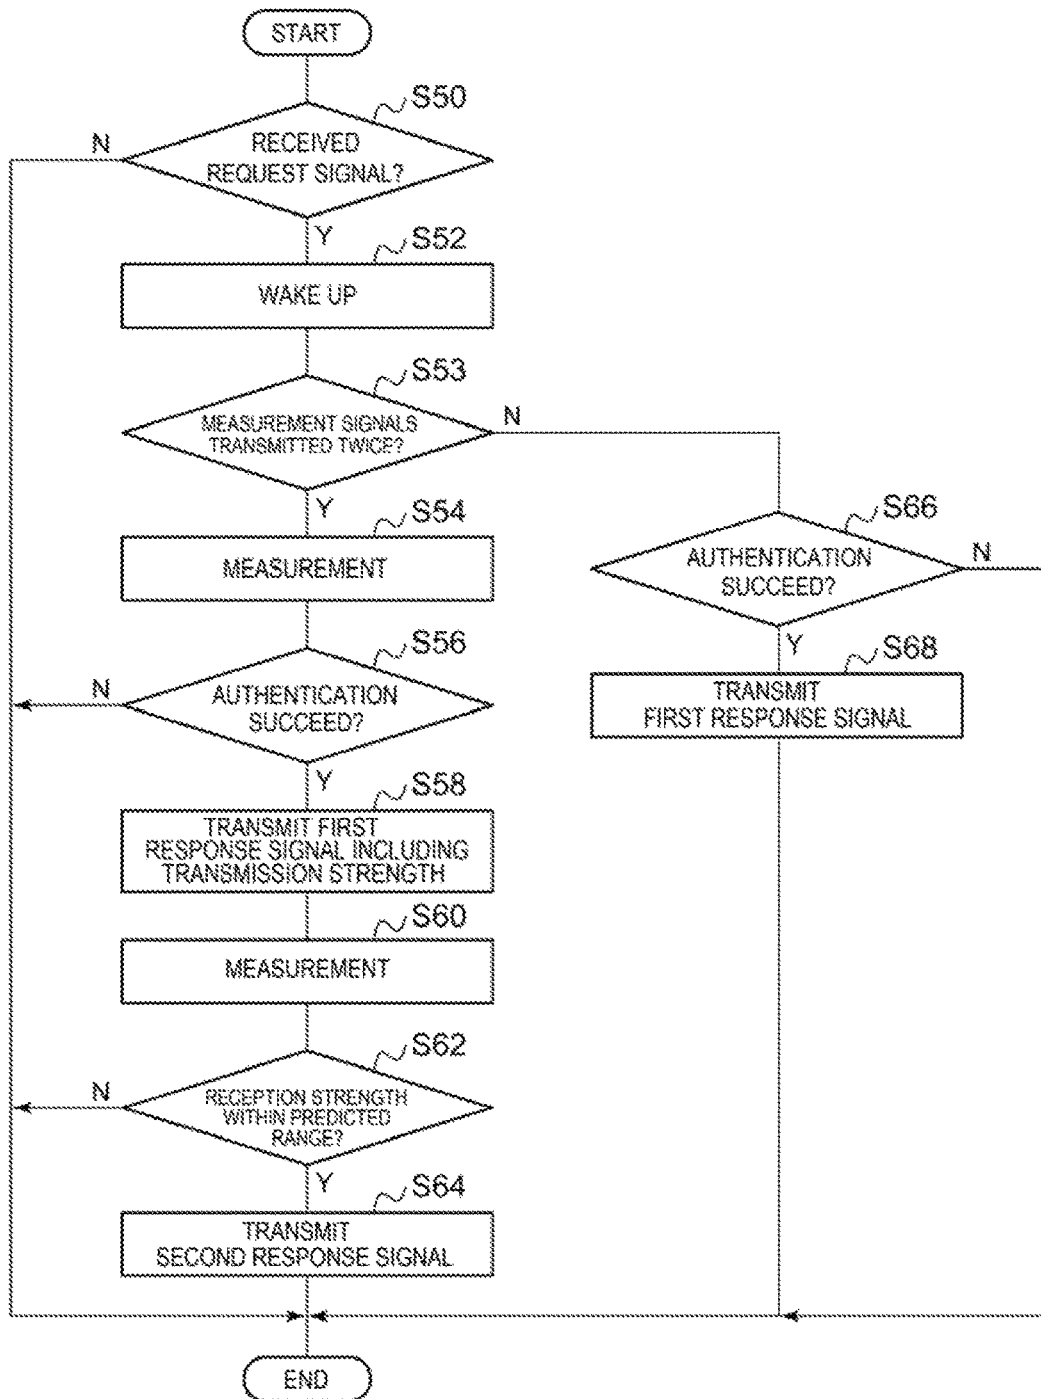 START
S50
N
RECEIVED
REQUEST SIGNAL?
Y
S52
WAKE UP
S53
N
MEASUREMENT SIGNALS
TRANSMITTED TWICE?
Y
S54
MEASUREMENT
S66
N
AUTHENTICATION
SUCCEED?
Y
S56
N
AUTHENTICATION
SUCCEED?
Y
S68
TRANSMIT
FIRST RESPONSE SIGNAL
S58
TRANSMIT FIRST
RESPONSE SIGNAL INCLUDING
TRANSMISSION STRENGTH
S60
MEASUREMENT
S62
N
RECEPTION STRENGTH
WITHIN PREDICTED
RANGE?
Y
S64
TRANSMIT
SECOND RESPONSE SIGNAL
END